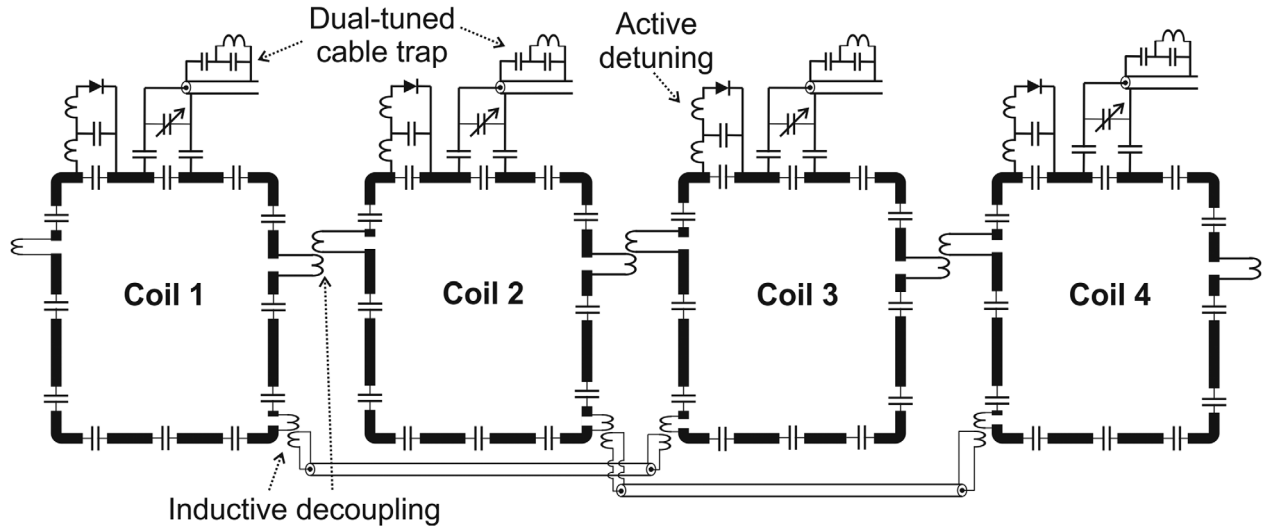 Dual-tuned
cable trap
Active
detuning
Coil 1
Coil 2
Coil 3
Coil 4
Inductive decoupling